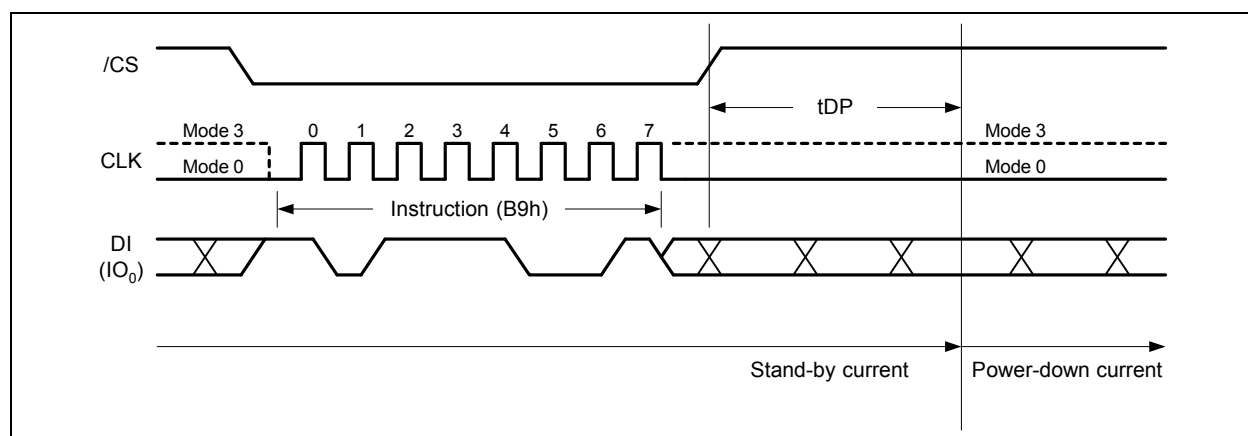 /CS
tDP
Mode 3 0 1 2 3 4 5 6 7 Mode 3
CLK
Mode 0 Mode 0
Instruction (B9h)
DI
(IO₀)
Stand-by current Power-down current